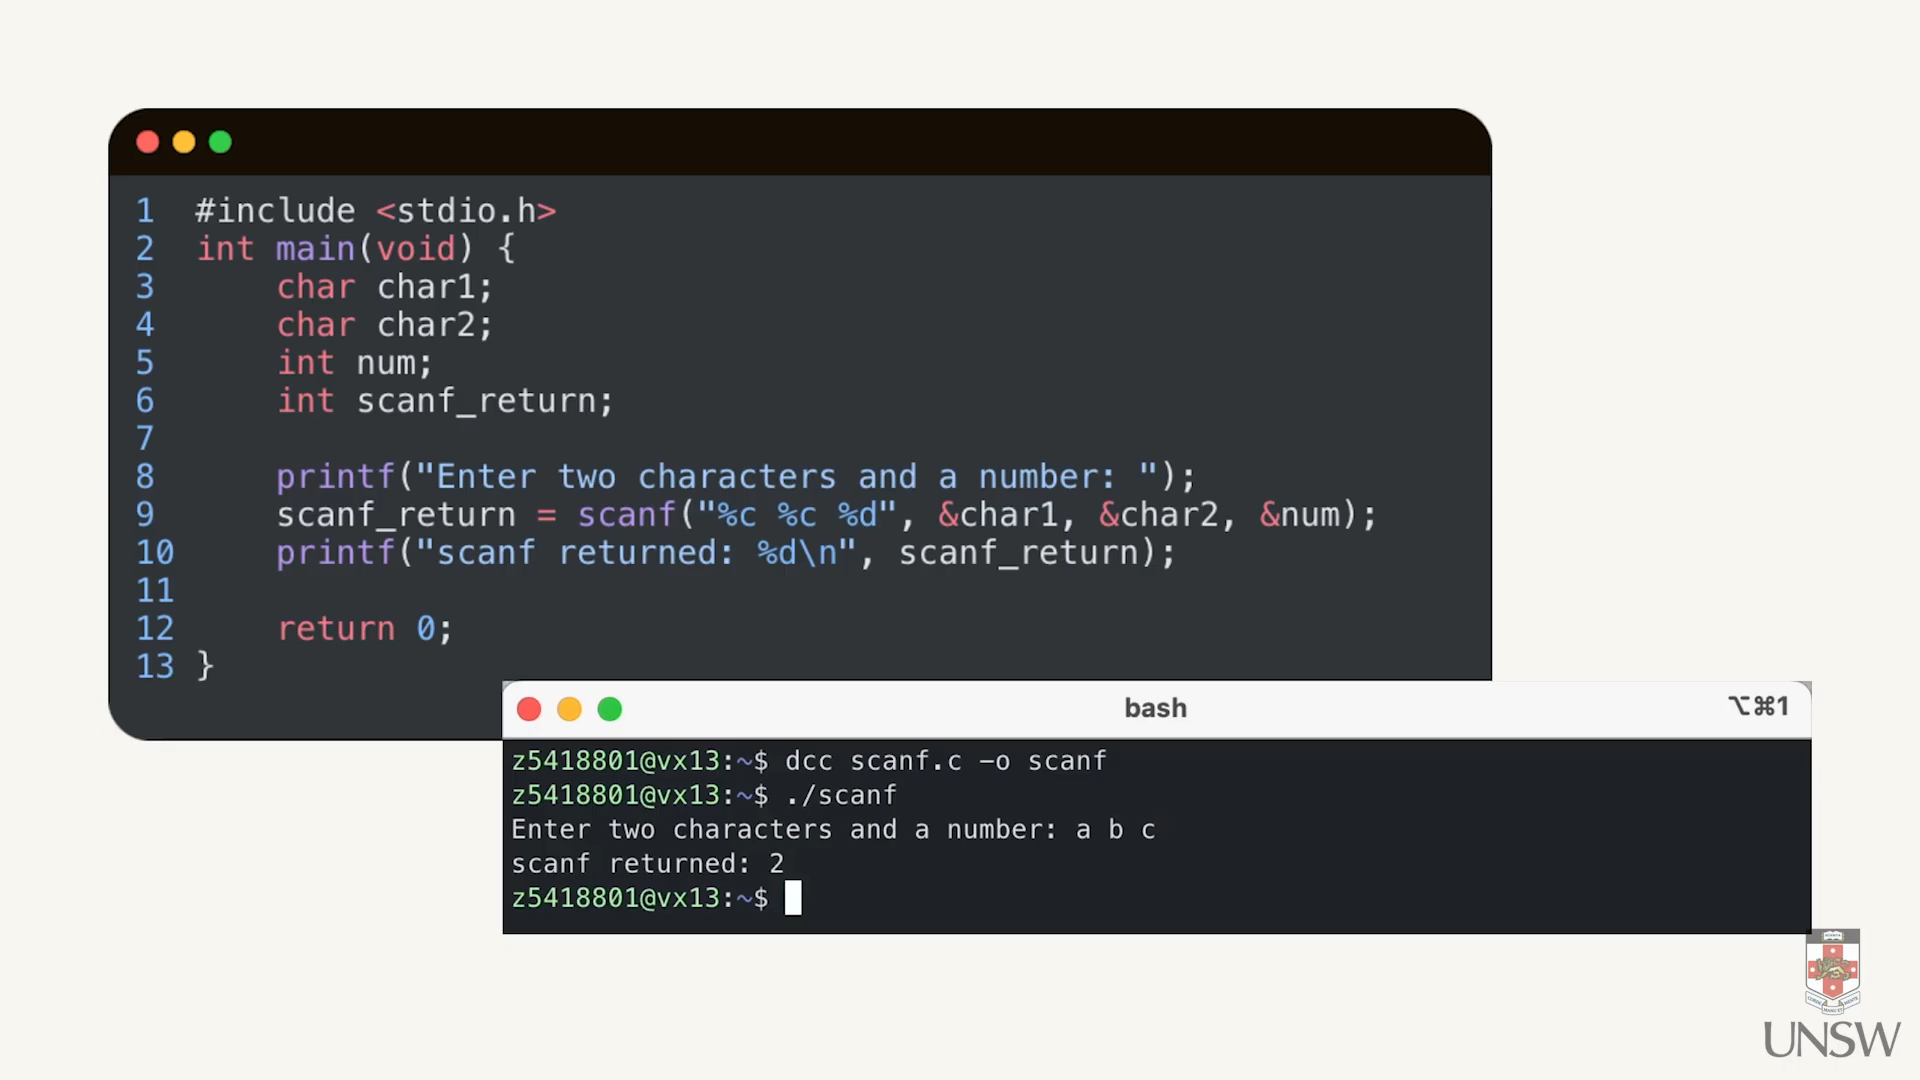 1 #include <stdio.h>
2 int main(void) {
3 char char1;
4 char char2;
5 int num;
6 int scanf_return;
7
8 printf("Enter two characters and a number: ");
9 scanf_return = scanf("%c %c %d", &char1, &char2, &num);
10 printf("scanf returned: %d\n", scanf_return);
11
12 return 0;
13 }
bash ⌥⌘1
z5418801@vx13:~$ dcc scanf.c -o scanf
z5418801@vx13:~$ ./scanf
Enter two characters and a number: a b c
scanf returned: 2
z5418801@vx13:~$
UNSW